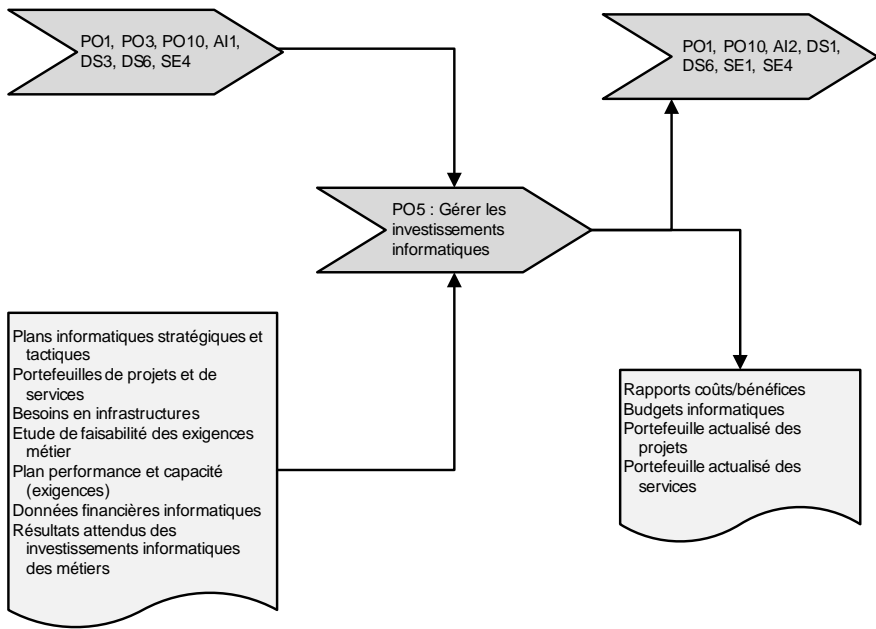 PO1, PO3, PO10, AI1,
DS3, DS6, SE4
PO1, PO10, AI2, DS1,
DS6, SE1, SE4
PO5 : Gérer les
investissements
informatiques
Plans informatiques stratégiques et
tactiques
Portefeuilles de projets et de
services
Besoins en infrastructures
Etude de faisabilité des exigences
métier
Plan performance et capacité
(exigences)
Données financières informatiques
Résultats attendus des
investissements informatiques
des métiers
Rapports coûts/bénéfices
Budgets informatiques
Portefeuille actualisé des
projets
Portefeuille actualisé des
services